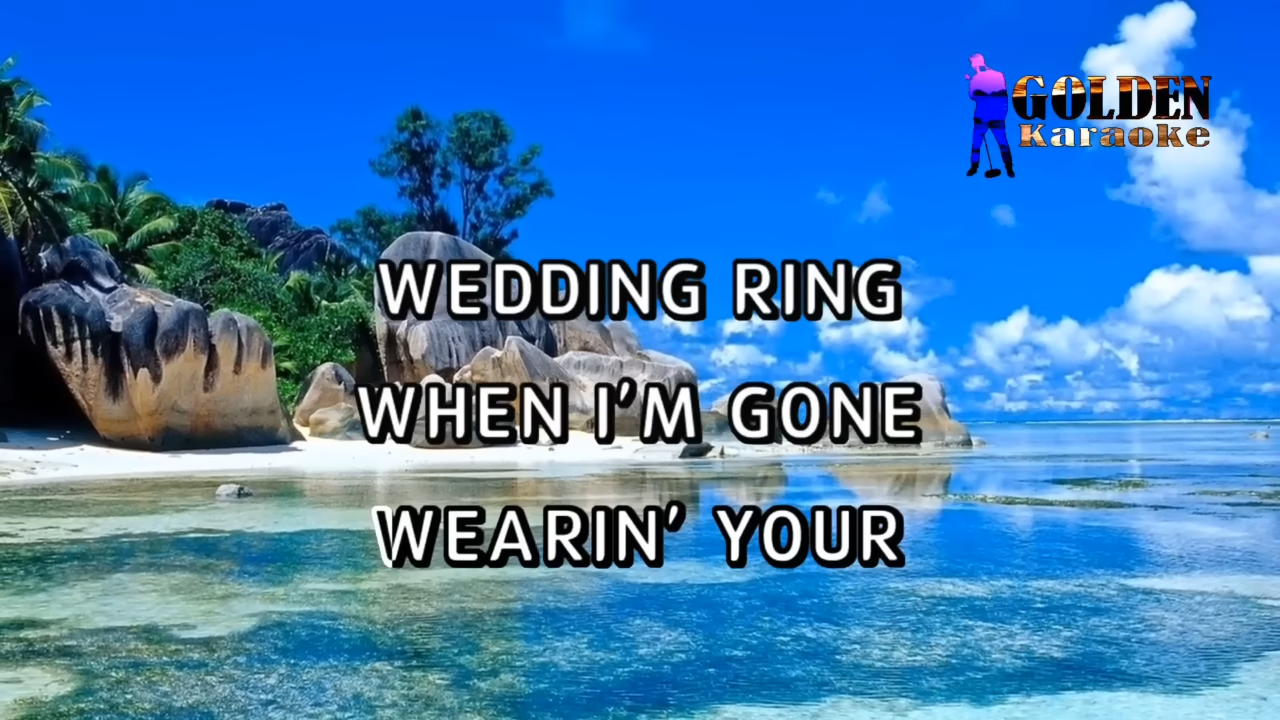 GOLDEN
Karaoke
WEDDING RING
WHEN I'M GONE
WEARIN' YOUR